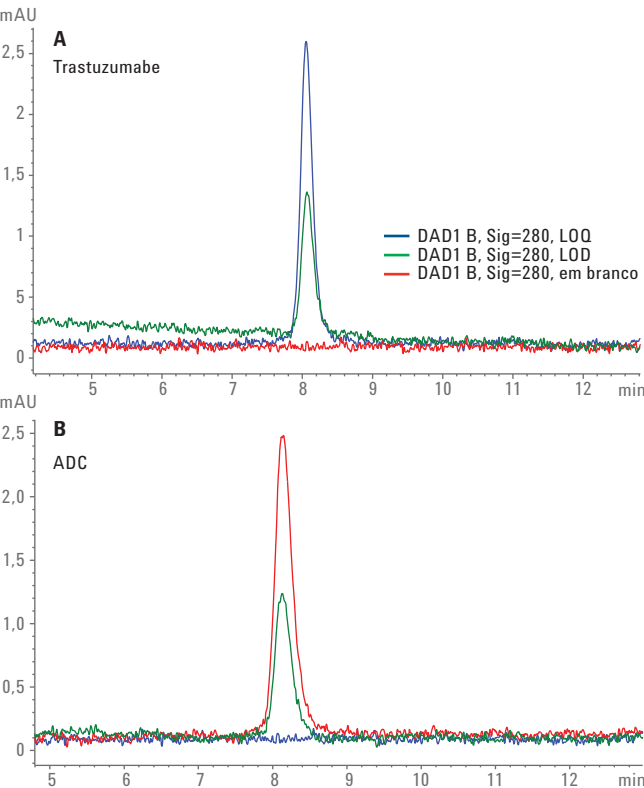 mAU
A
Trastuzumabe
2,5
2
1,5
1
5
0
DAD1 B, Sig=280, LOQ
DAD1 B, Sig=280, LOD
DAD1 B, Sig=280, em branco
5 6 7 8 9 10 11 12 min
mAU
B
ADC
2,5
2,0
1,5
1,0
0,5
0
5 6 7 8 9 10 11 12 min